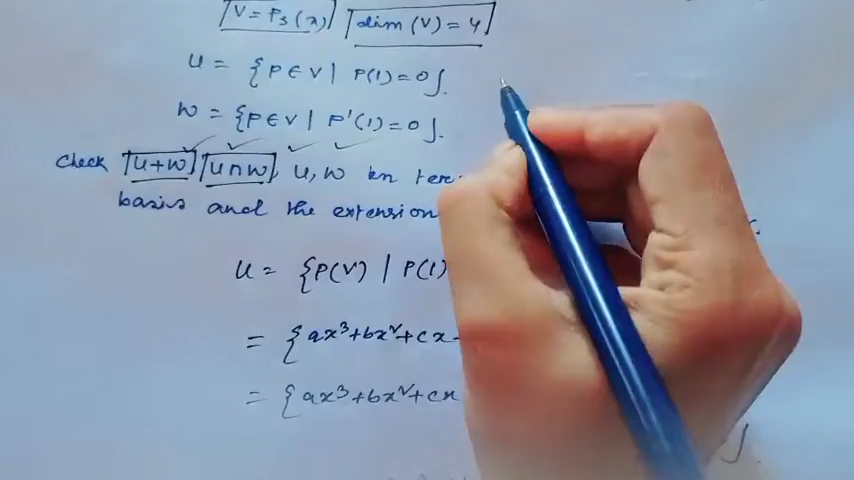 V = P₃(x) dim (V) = 4
U = {P∈V | P(1) = 0}.
W = {P∈V | P'(1) = 0}.
Check U+W U∩W, U, W in
basis and the extension
U = {P(V) | P(1)
= {ax³+bx²+cx
= {ax³+bx²+cx